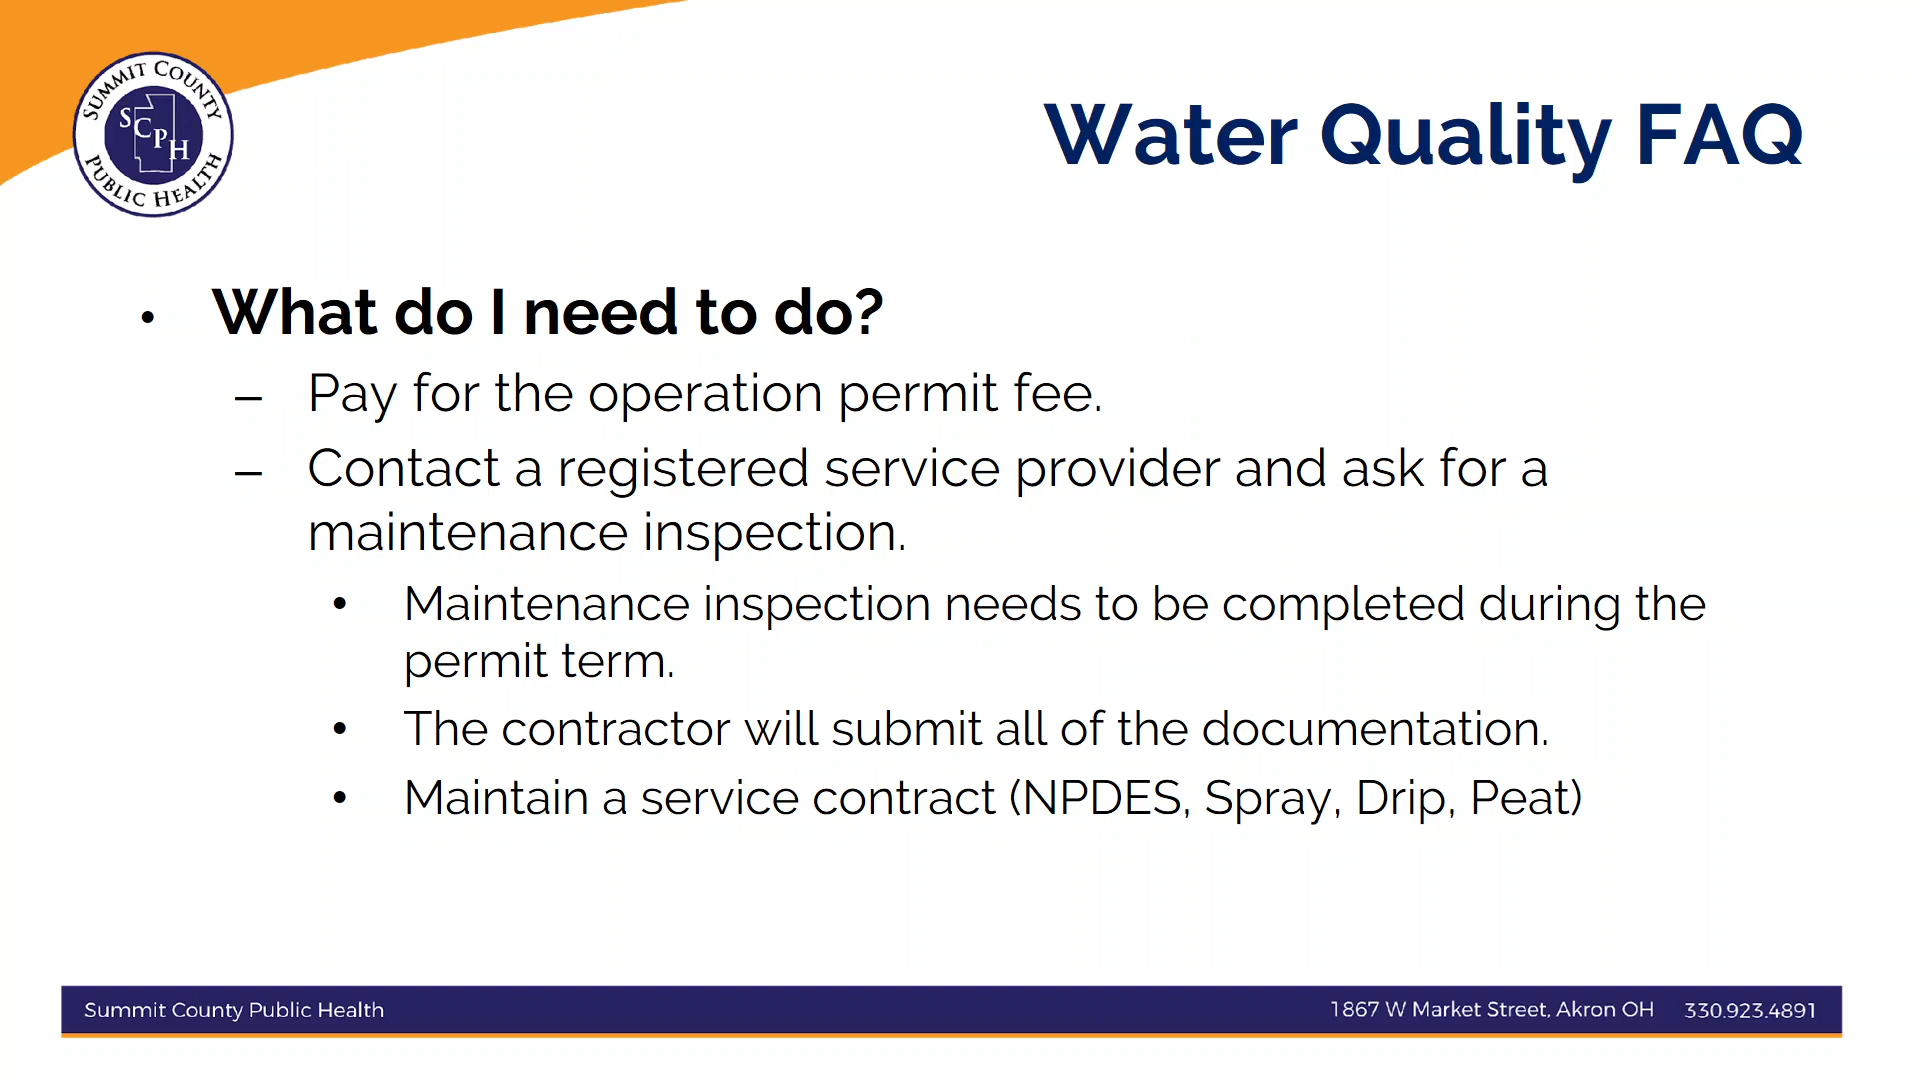 SUMMIT COUNTY
SCPH
PUBLIC HEALTH
Water Quality FAQ
• What do I need to do?
– Pay for the operation permit fee.
– Contact a registered service provider and ask for a
maintenance inspection.
• Maintenance inspection needs to be completed during the
permit term.
• The contractor will submit all of the documentation.
• Maintain a service contract (NPDES, Spray, Drip, Peat)
Summit County Public Health 1867 W Market Street, Akron OH 330.923.4891